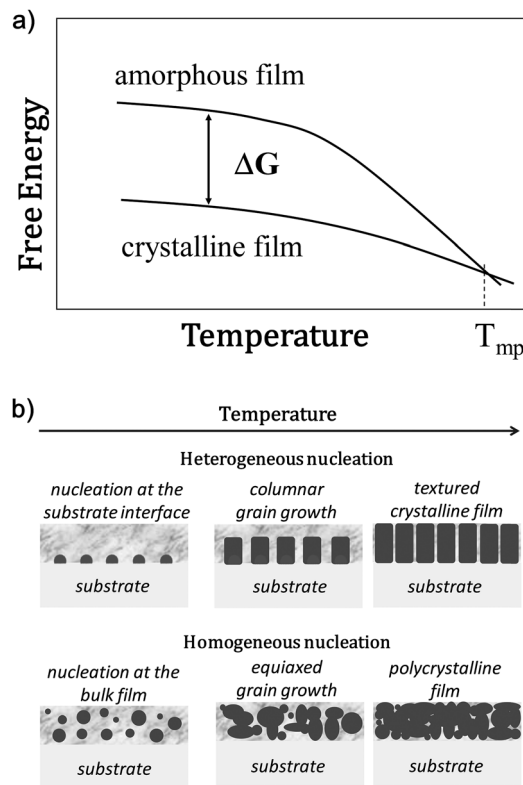 a)
amorphous film
ΔG
crystalline film
Free Energy
Temperature
T_mp
b)
Temperature
Heterogeneous nucleation
nucleation at the
substrate interface
columnar
grain growth
textured
crystalline film
substrate
substrate
substrate
Homogeneous nucleation
nucleation at the
bulk film
equiaxed
grain growth
polycrystalline
film
substrate
substrate
substrate